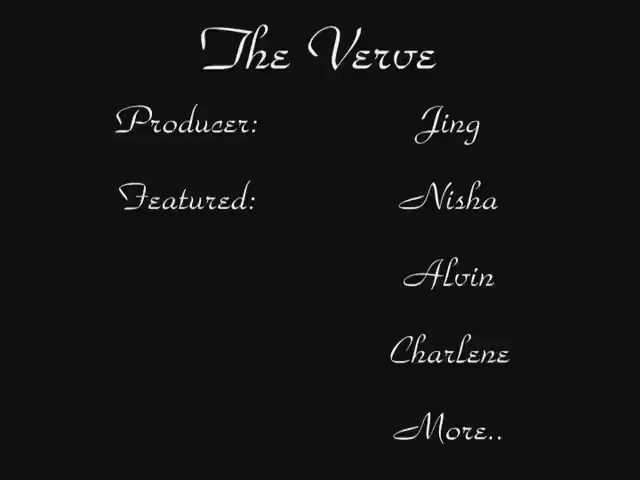 The Verve
Producer: Jing
Featured: Nisha
Alvin
Charlene
More..